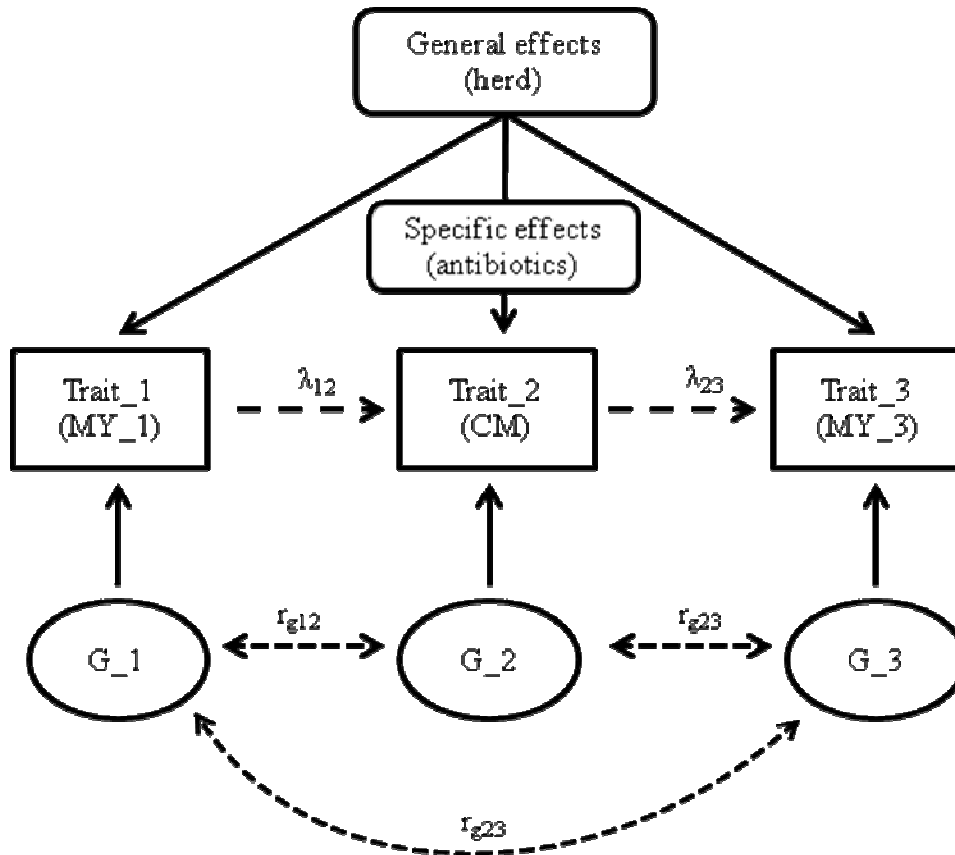 General effects
(herd)
Specific effects
(antibiotics)
Trait_1
(MY_1)
λ12
Trait_2
(CM)
λ23
Trait_3
(MY_3)
G_1
rg12
G_2
rg23
G_3
rg23